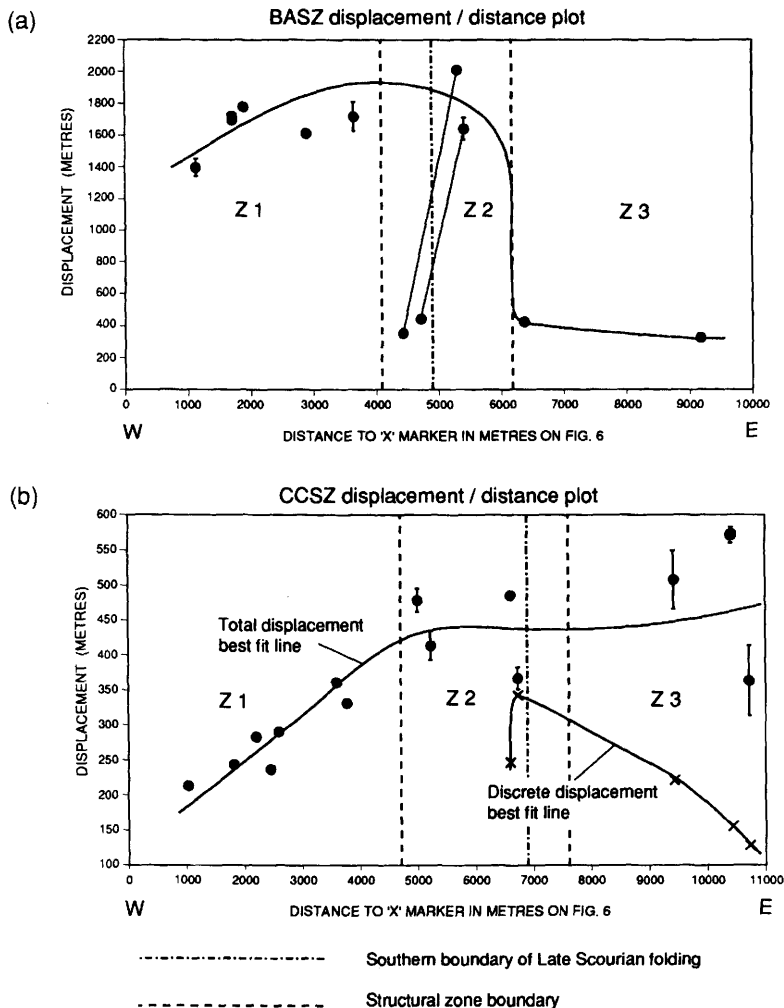 (a)
BASZ displacement / distance plot
DISPLACEMENT (METRES)
2200
2000
1800
1600
1400
1200
1000
800
600
400
200
0
Z 1
Z 2
Z 3
0 1000 2000 3000 4000 5000 6000 7000 8000 9000 10000
W DISTANCE TO 'X' MARKER IN METRES ON FIG. 6 E
(b)
CCSZ displacement / distance plot
DISPLACEMENT (METRES)
600
550
500
450
400
350
300
250
200
150
100
Total displacement
best fit line
Z 1
Z 2
Z 3
Discrete displacement
best fit line
0 1000 2000 3000 4000 5000 6000 7000 8000 9000 10000 11000
W DISTANCE TO 'X' MARKER IN METRES ON FIG. 6 E
Southern boundary of Late Scourian folding
Structural zone boundary